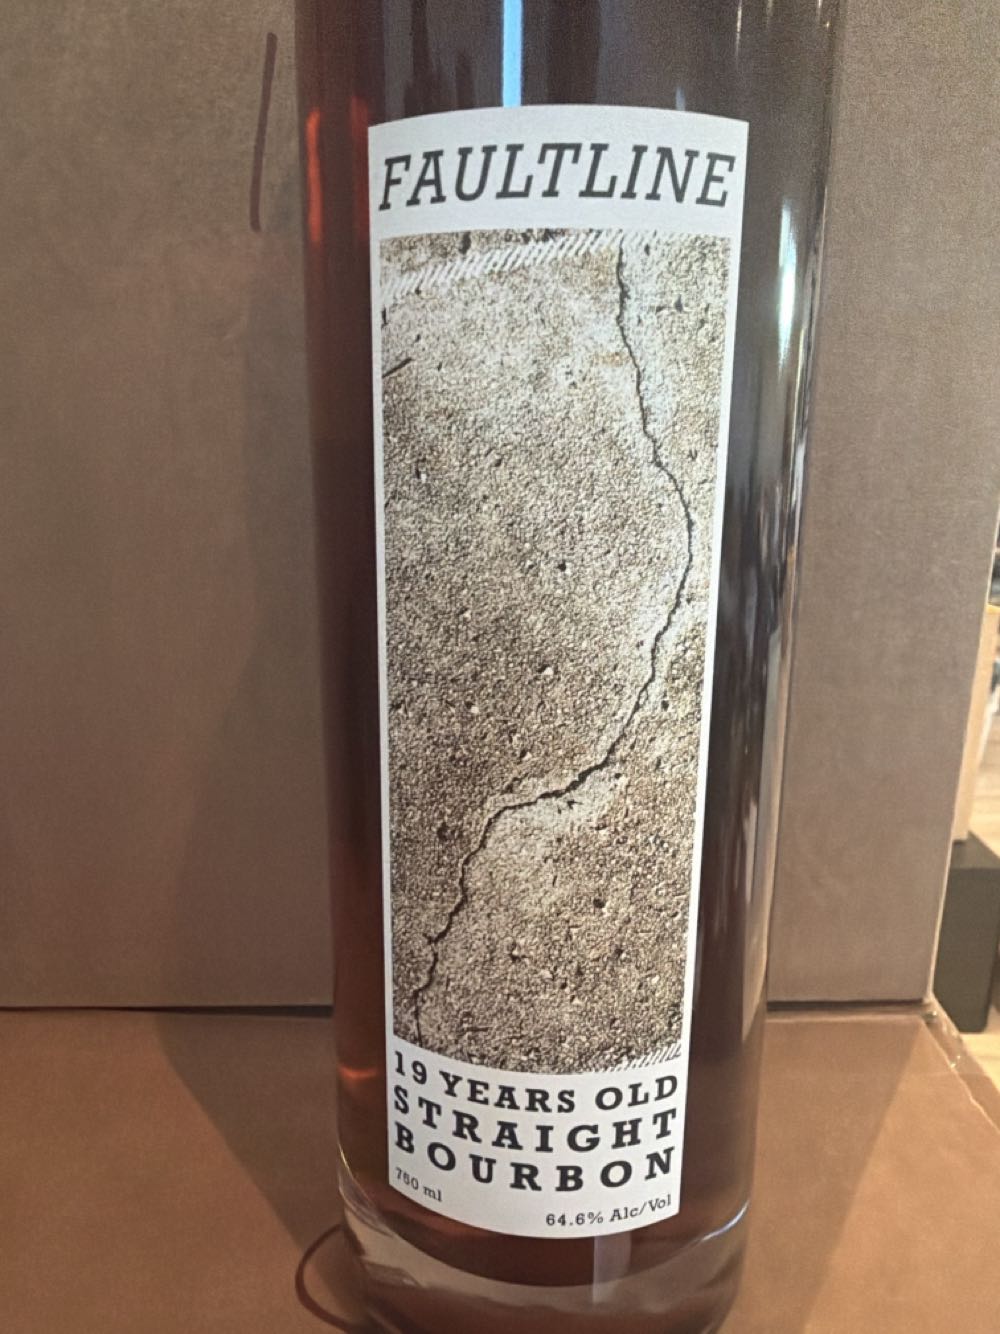 FAULTLINE
19 YEARS OLD
STRAIGHT
BOURBON
750 ml
64.6% Alc/Vol